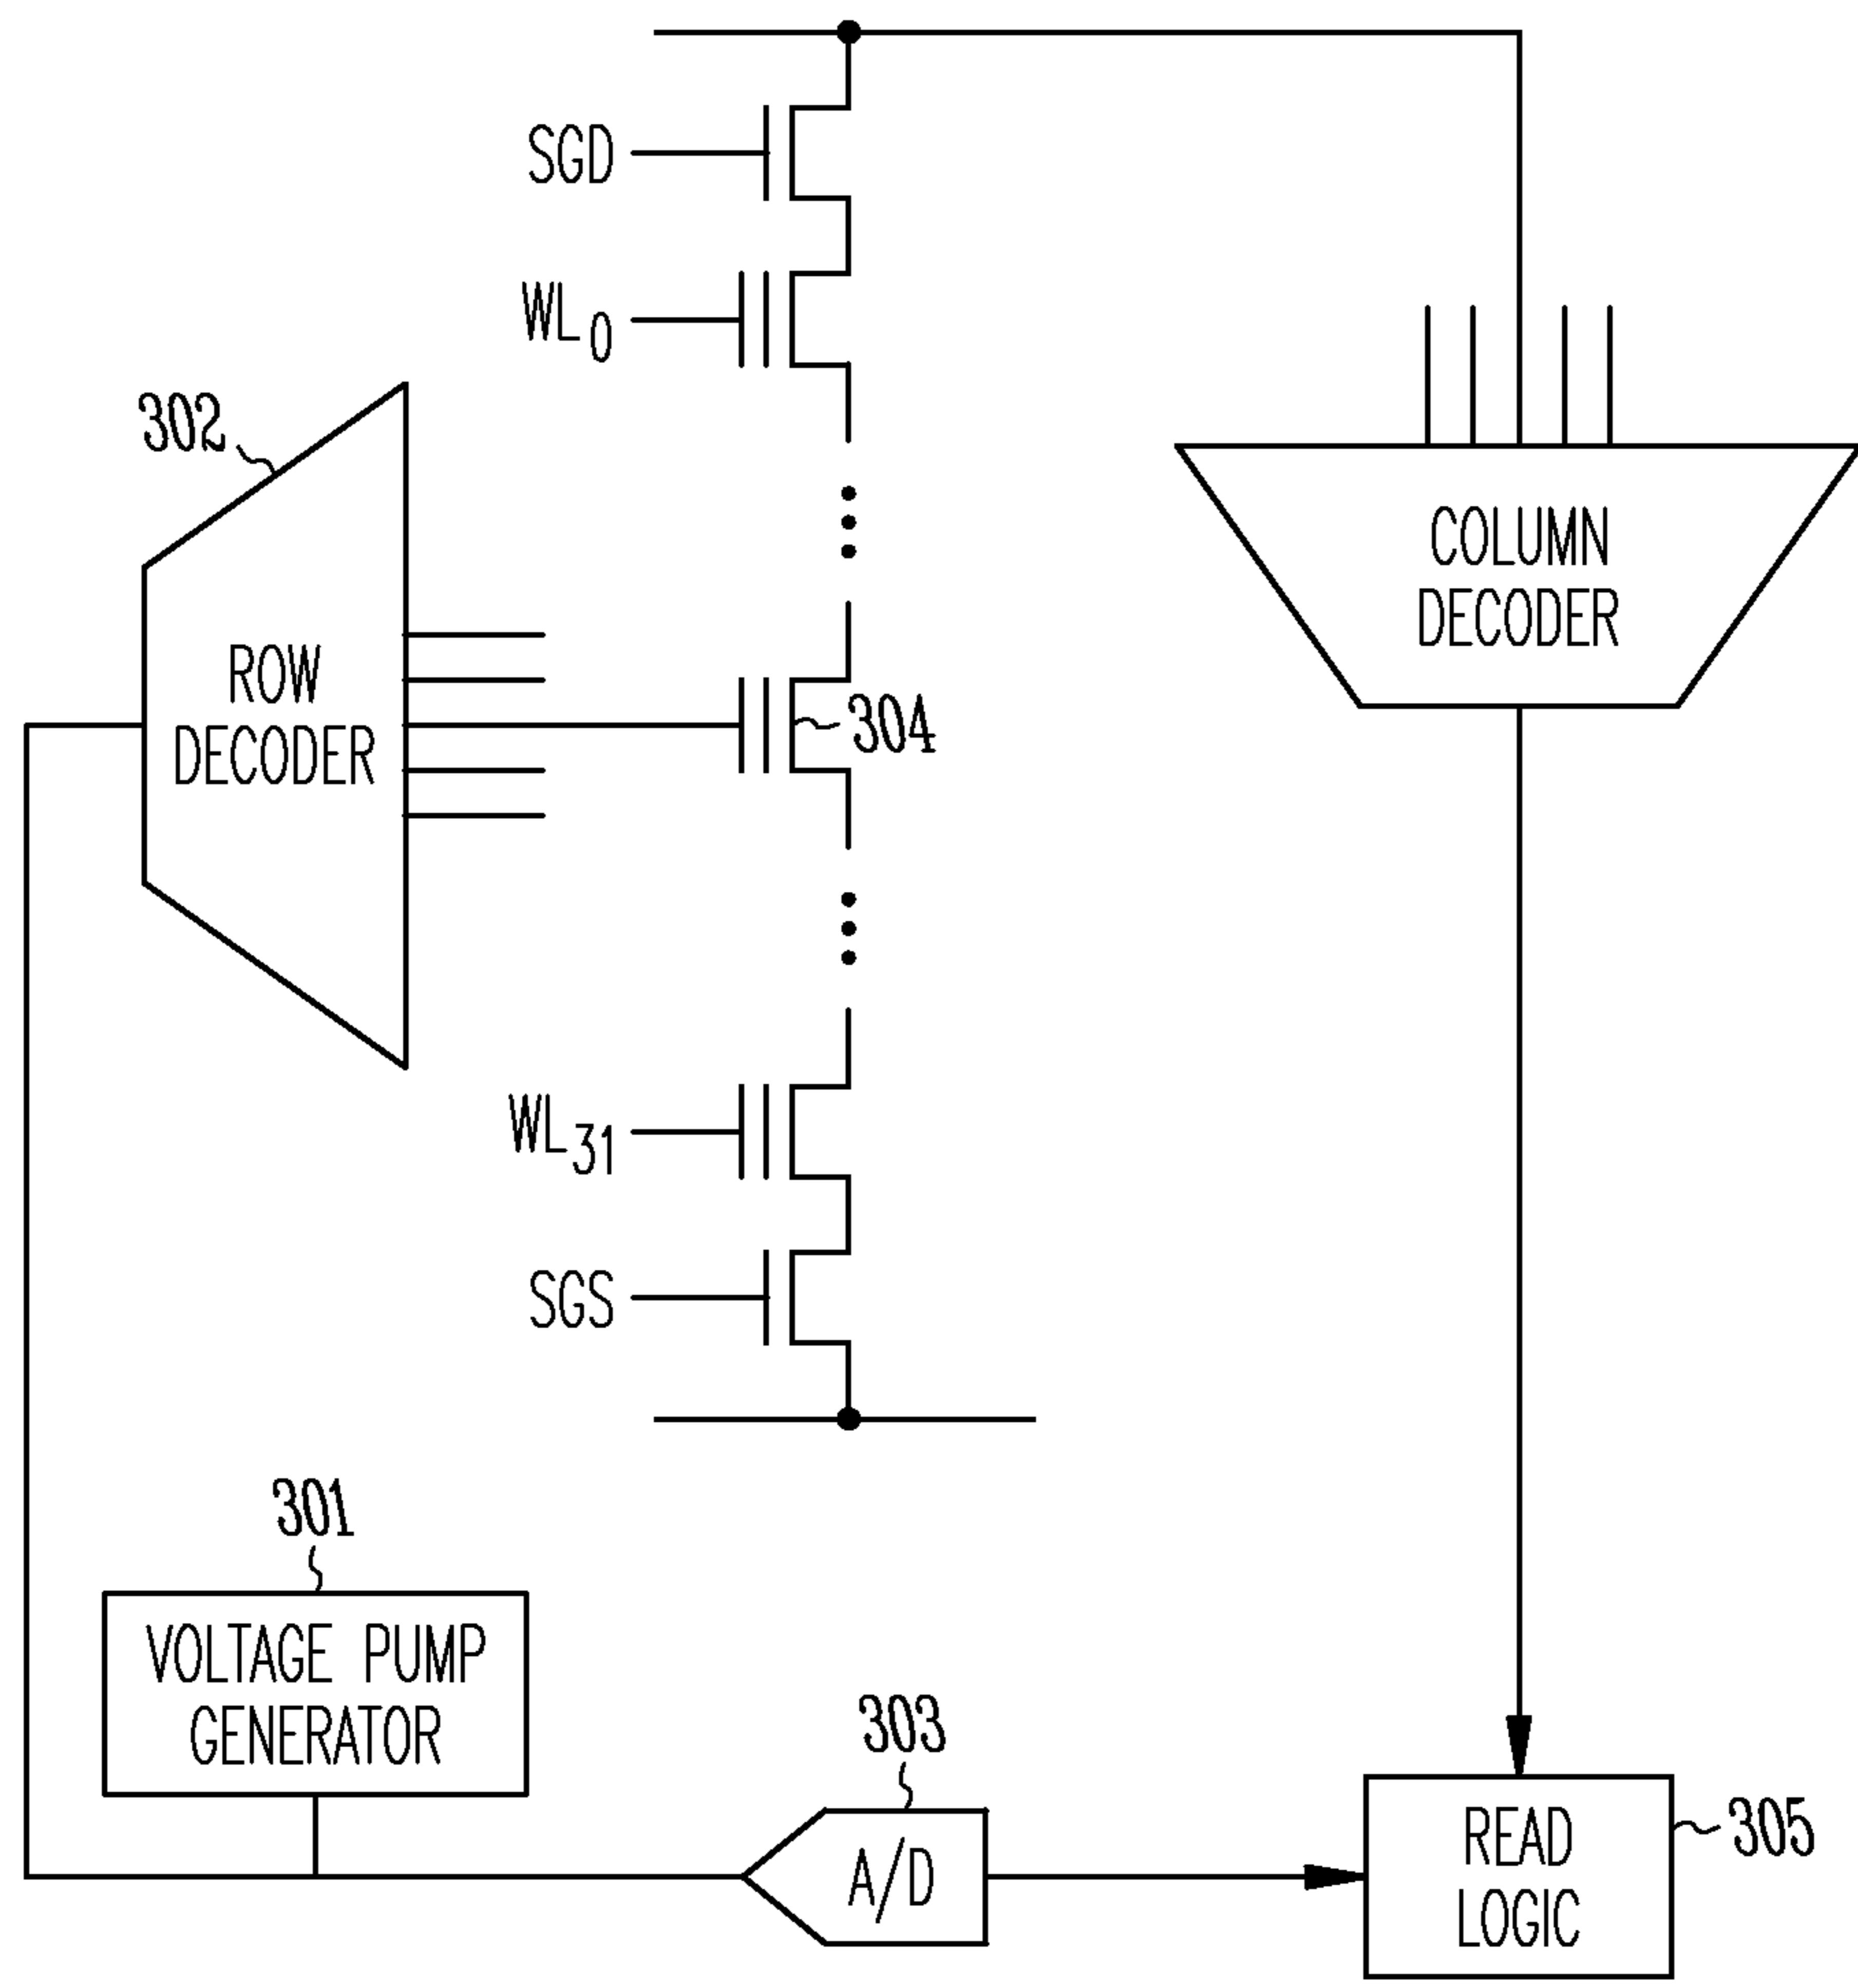 SGD
WL0
302
COLUMN
DECODER
ROW
DECODER
304
WL31
SGS
301
VOLTAGE PUMP
GENERATOR
303
A/D
READ
LOGIC
305